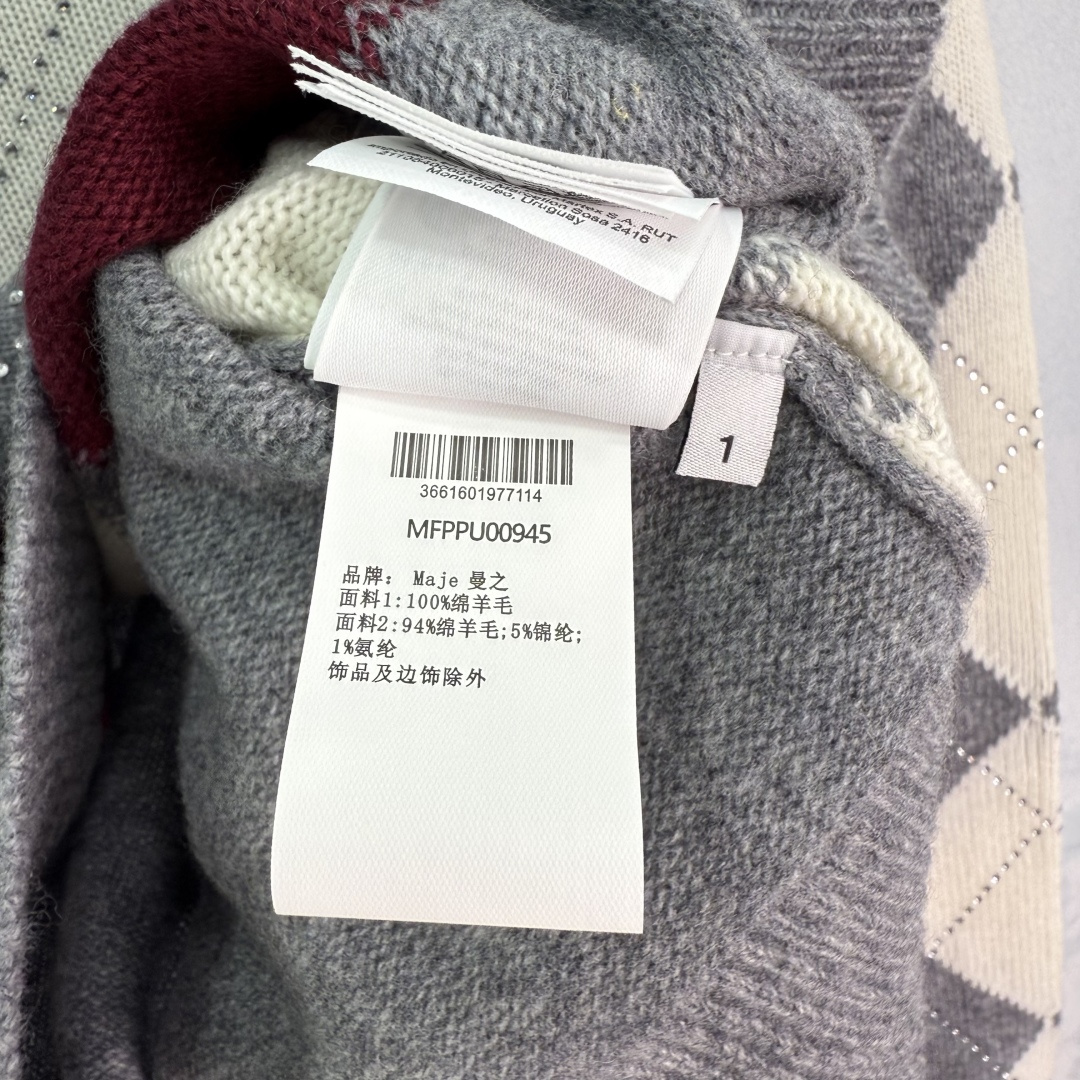 211004000015 Marcellon Sosa 2416
Montevideo, Uruguay
S.A. RUT
1
3661601977114
MFPPU00945
品牌： Maje 曼之
面料1:100%绵羊毛
面料2:94%绵羊毛;5%锦纶;
1%氨纶
饰品及边饰除外